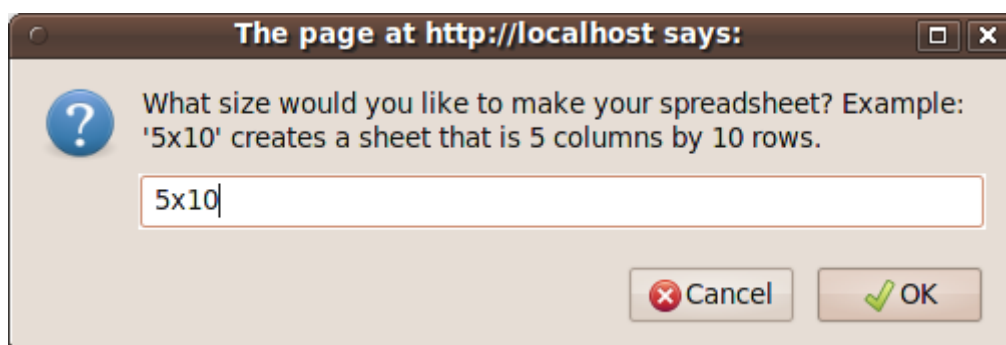 The page at http://localhost says:
What size would you like to make your spreadsheet? Example:
'5x10' creates a sheet that is 5 columns by 10 rows.
5x10
Cancel
OK